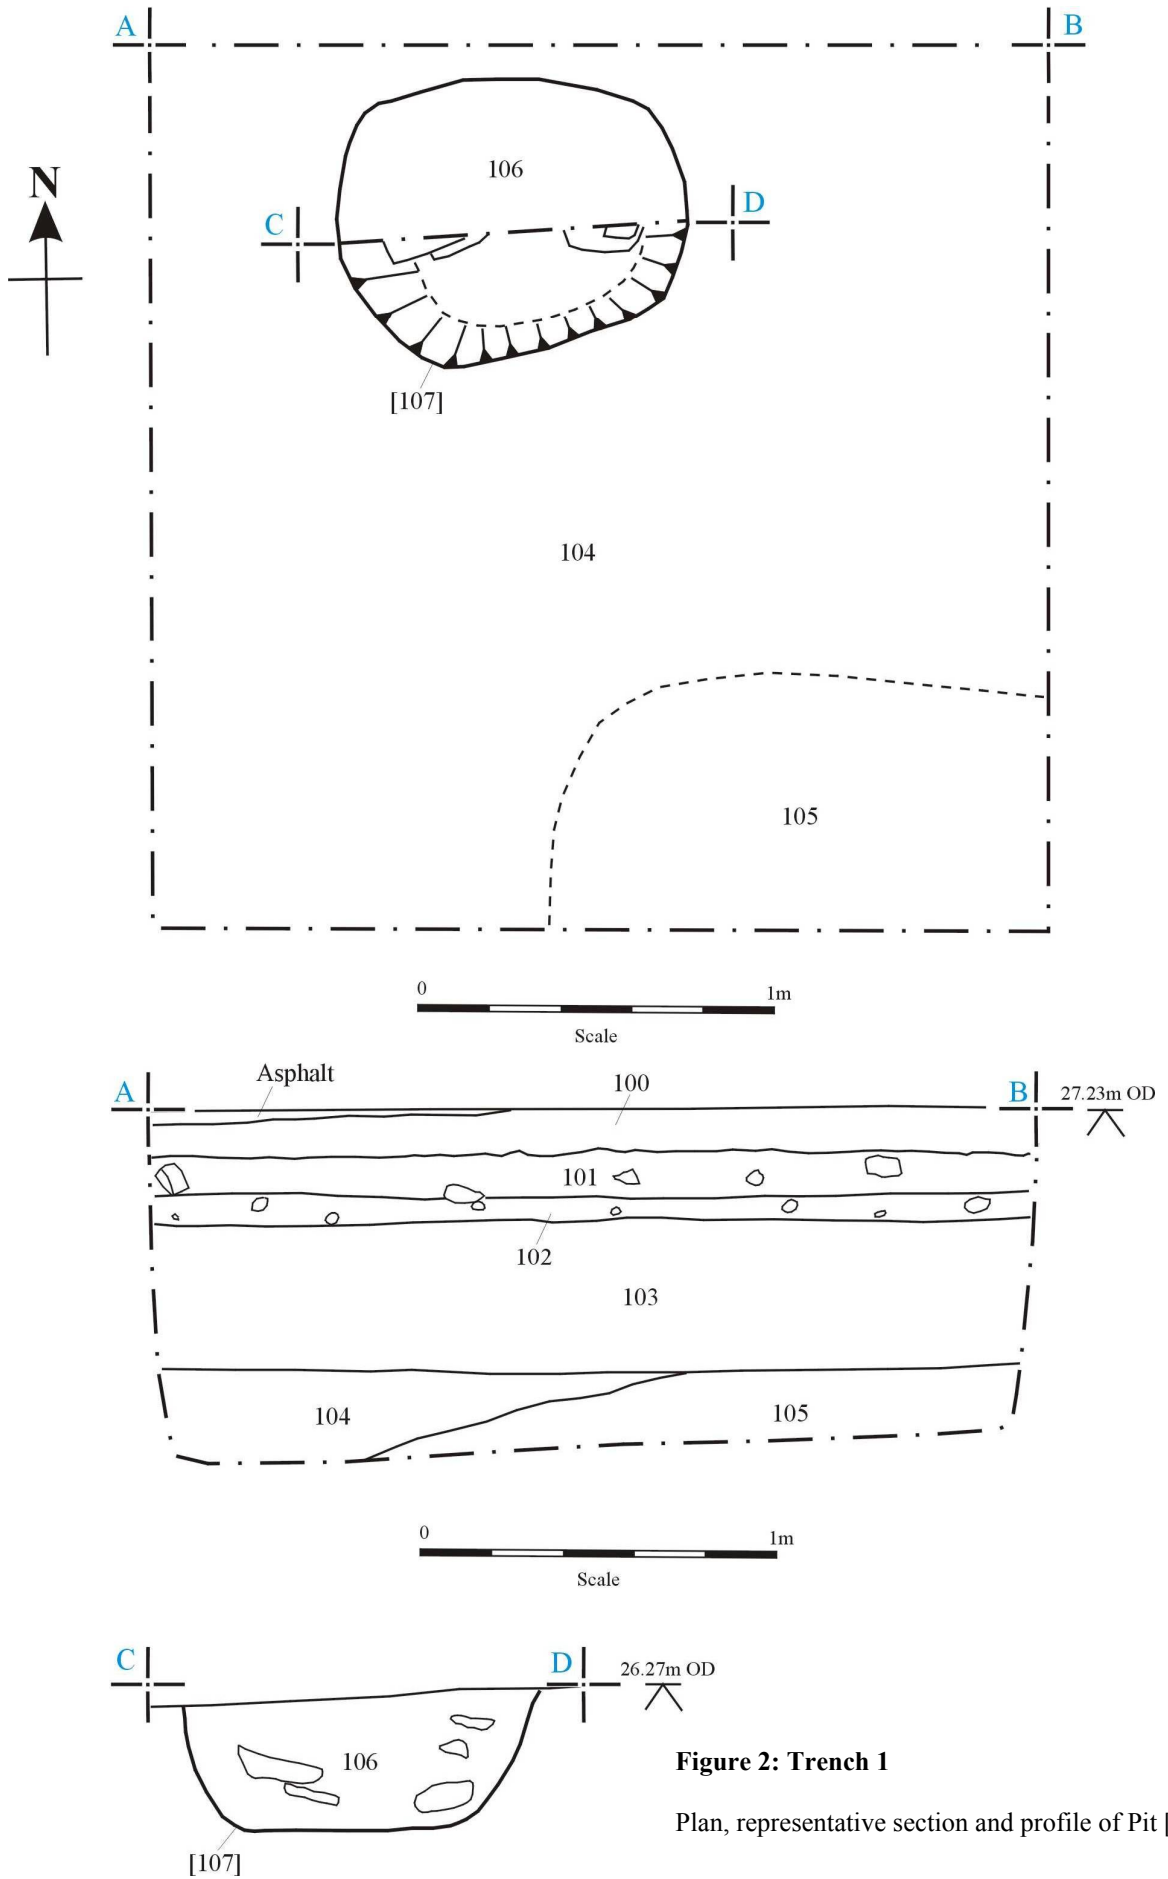 A
B
N
106
C
D
[107]
104
105
0
1m
Scale
Asphalt
100
A
B
27.23m OD
101
102
103
104
105
0
1m
Scale
C
D
26.27m OD
106
Figure 2: Trench 1
Plan, representative section and profile of Pit [
[107]